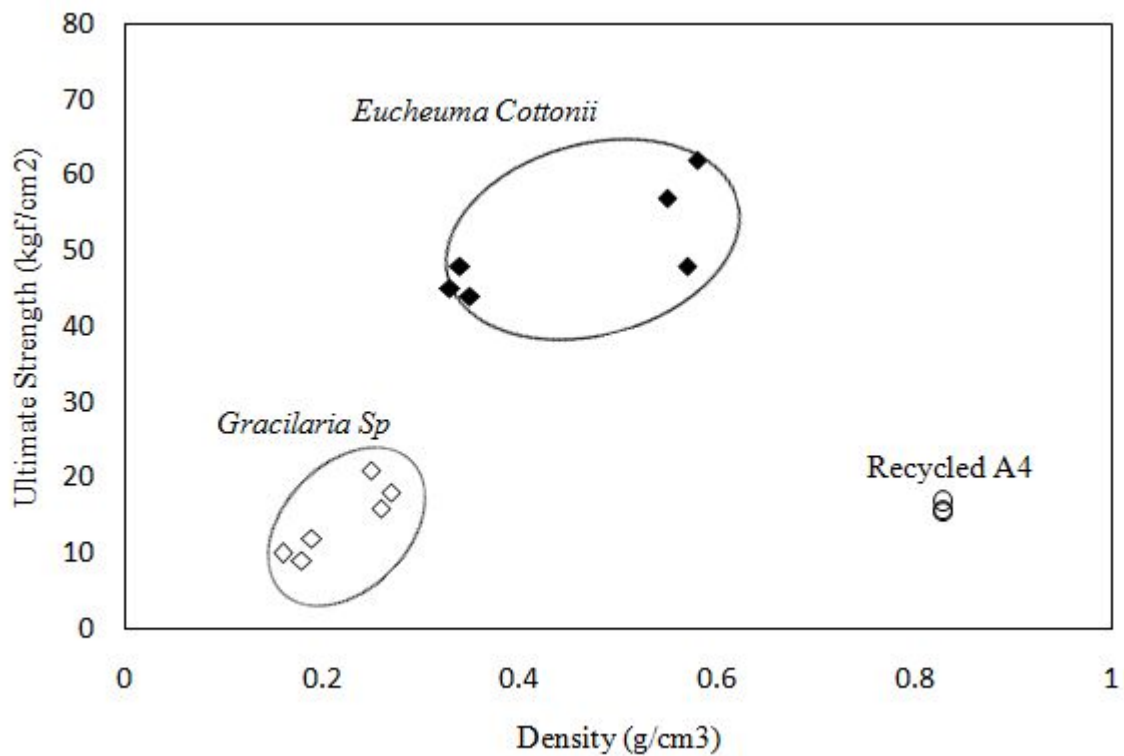 80
70
60
50
40
30
20
10
0
Ultimate Strength (kgf/cm2)
Eucheuma Cottonii
Gracilaria Sp
Recycled A4
0 0.2 0.4 0.6 0.8 1
Density (g/cm3)